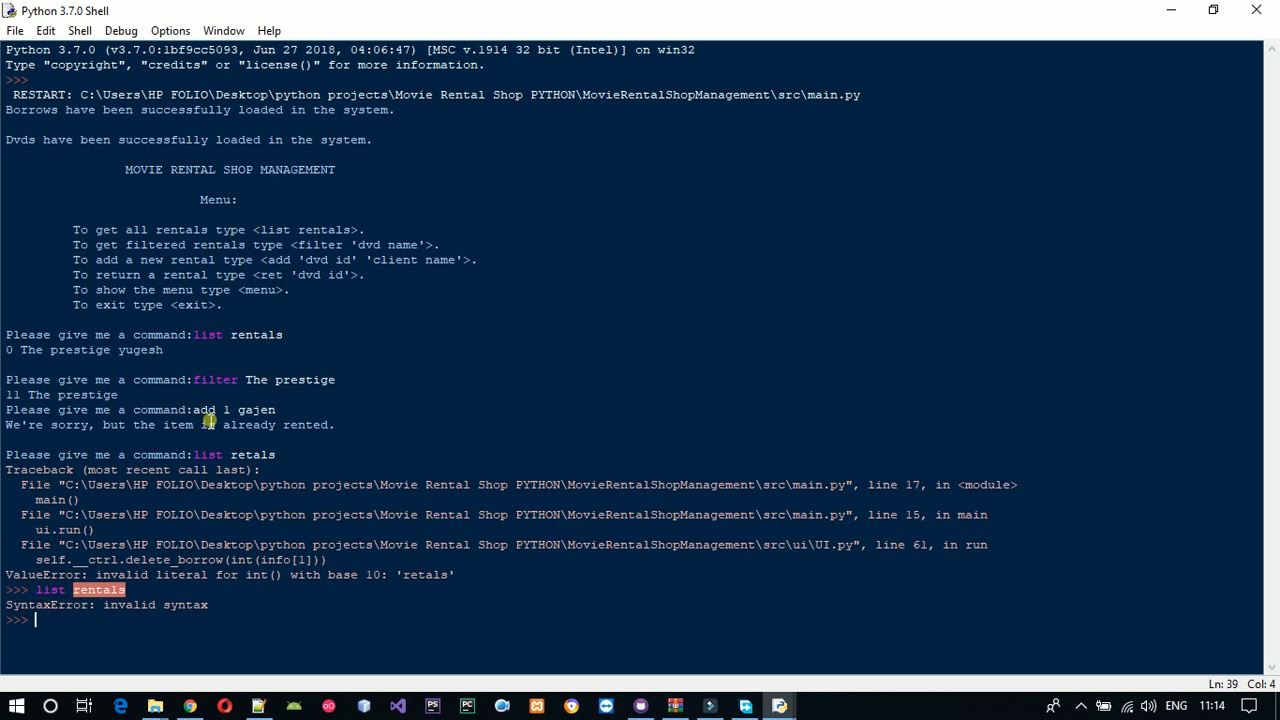 Python 3.7.0 Shell
File Edit Shell Debug Options Window Help
Python 3.7.0 (v3.7.0:1bf9cc5093, Jun 27 2018, 04:06:47) [MSC v.1914 32 bit (Intel)] on win32
Type "copyright", "credits" or "license()" for more information.
>>>
RESTART: C:\Users\HP FOLIO\Desktop\python projects\Movie Rental Shop PYTHON\MovieRentalShopManagement\src\main.py
Borrows have been successfully loaded in the system.
Dvds have been successfully loaded in the system.
MOVIE RENTAL SHOP MANAGEMENT
Menu:
To get all rentals type <list rentals>.
To get filtered rentals type <filter 'dvd name'>.
To add a new rental type <add 'dvd id' 'client name'>.
To return a rental type <ret 'dvd id'>.
To show the menu type <menu>.
To exit type <exit>.
Please give me a command:list rentals
0 The prestige yugesh
Please give me a command:filter The prestige
11 The prestige
Please give me a command:add 1 gajen
We're sorry, but the item is already rented.
Please give me a command:list retals
Traceback (most recent call last):
File "C:\Users\HP FOLIO\Desktop\python projects\Movie Rental Shop PYTHON\MovieRentalShopManagement\src\main.py", line 17, in <module>
main()
File "C:\Users\HP FOLIO\Desktop\python projects\Movie Rental Shop PYTHON\MovieRentalShopManagement\src\main.py", line 15, in main
ui.run()
File "C:\Users\HP FOLIO\Desktop\python projects\Movie Rental Shop PYTHON\MovieRentalShopManagement\src\ui\UI.py", line 61, in run
self.__ctrl.delete_borrow(int(info[1]))
ValueError: invalid literal for int() with base 10: 'retals'
>>> list rentals
SyntaxError: invalid syntax
>>>
Ln: 39 Col: 4
PS PC ENG 11:14